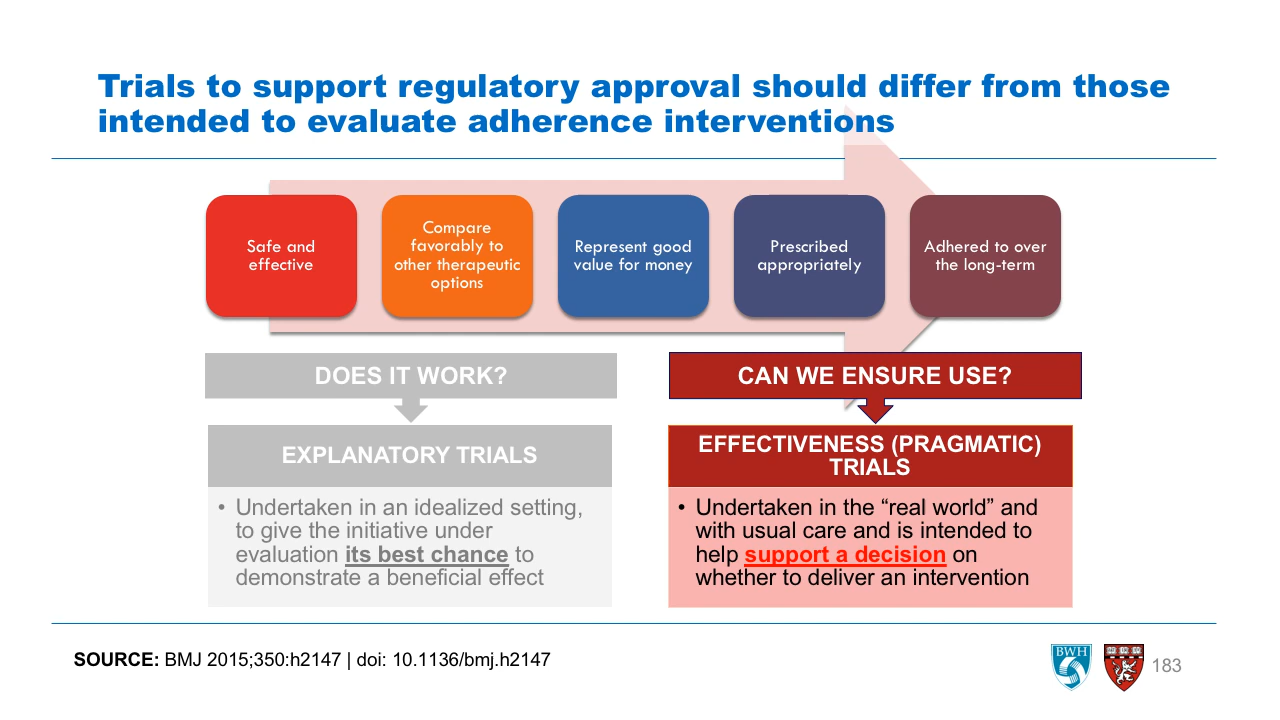 Trials to support regulatory approval should differ from those
intended to evaluate adherence interventions
Safe and
effective
Compare
favorably to
other therapeutic
options
Represent good
value for money
Prescribed
appropriately
Adhered to over
the long-term
DOES IT WORK?
EXPLANATORY TRIALS
• Undertaken in an idealized setting,
to give the initiative under
evaluation its best chance to
demonstrate a beneficial effect
CAN WE ENSURE USE?
EFFECTIVENESS (PRAGMATIC)
TRIALS
• Undertaken in the “real world” and
with usual care and is intended to
help support a decision on
whether to deliver an intervention
SOURCE: BMJ 2015;350:h2147 | doi: 10.1136/bmj.h2147
BWH
183